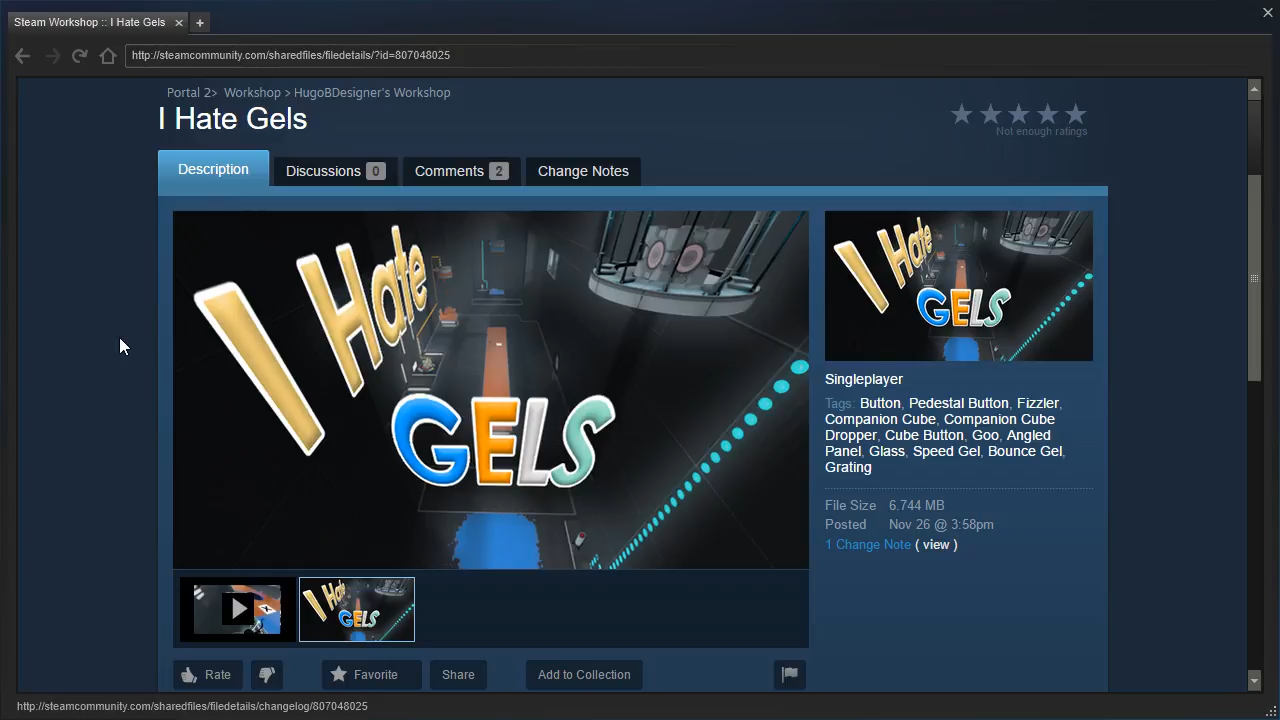 Steam Workshop :: I Hate Gels
http://steamcommunity.com/sharedfiles/filedetails/?id=807048025
Portal 2> Workshop > HugoBDesigner's Workshop
I Hate Gels
Not enough ratings
Description
Discussions 0
Comments 2
Change Notes
I Hate
GELS
I Hate
GELS
Singleplayer
Tags: Button, Pedestal Button, Fizzler,
Companion Cube, Companion Cube
Dropper, Cube Button, Goo, Angled
Panel, Glass, Speed Gel, Bounce Gel,
Grating
File Size 6.744 MB
Posted Nov 26 @ 3:58pm
1 Change Note ( view )
I Hate
GELS
Rate
Favorite
Share
Add to Collection
http://steamcommunity.com/sharedfiles/filedetails/changelog/807048025